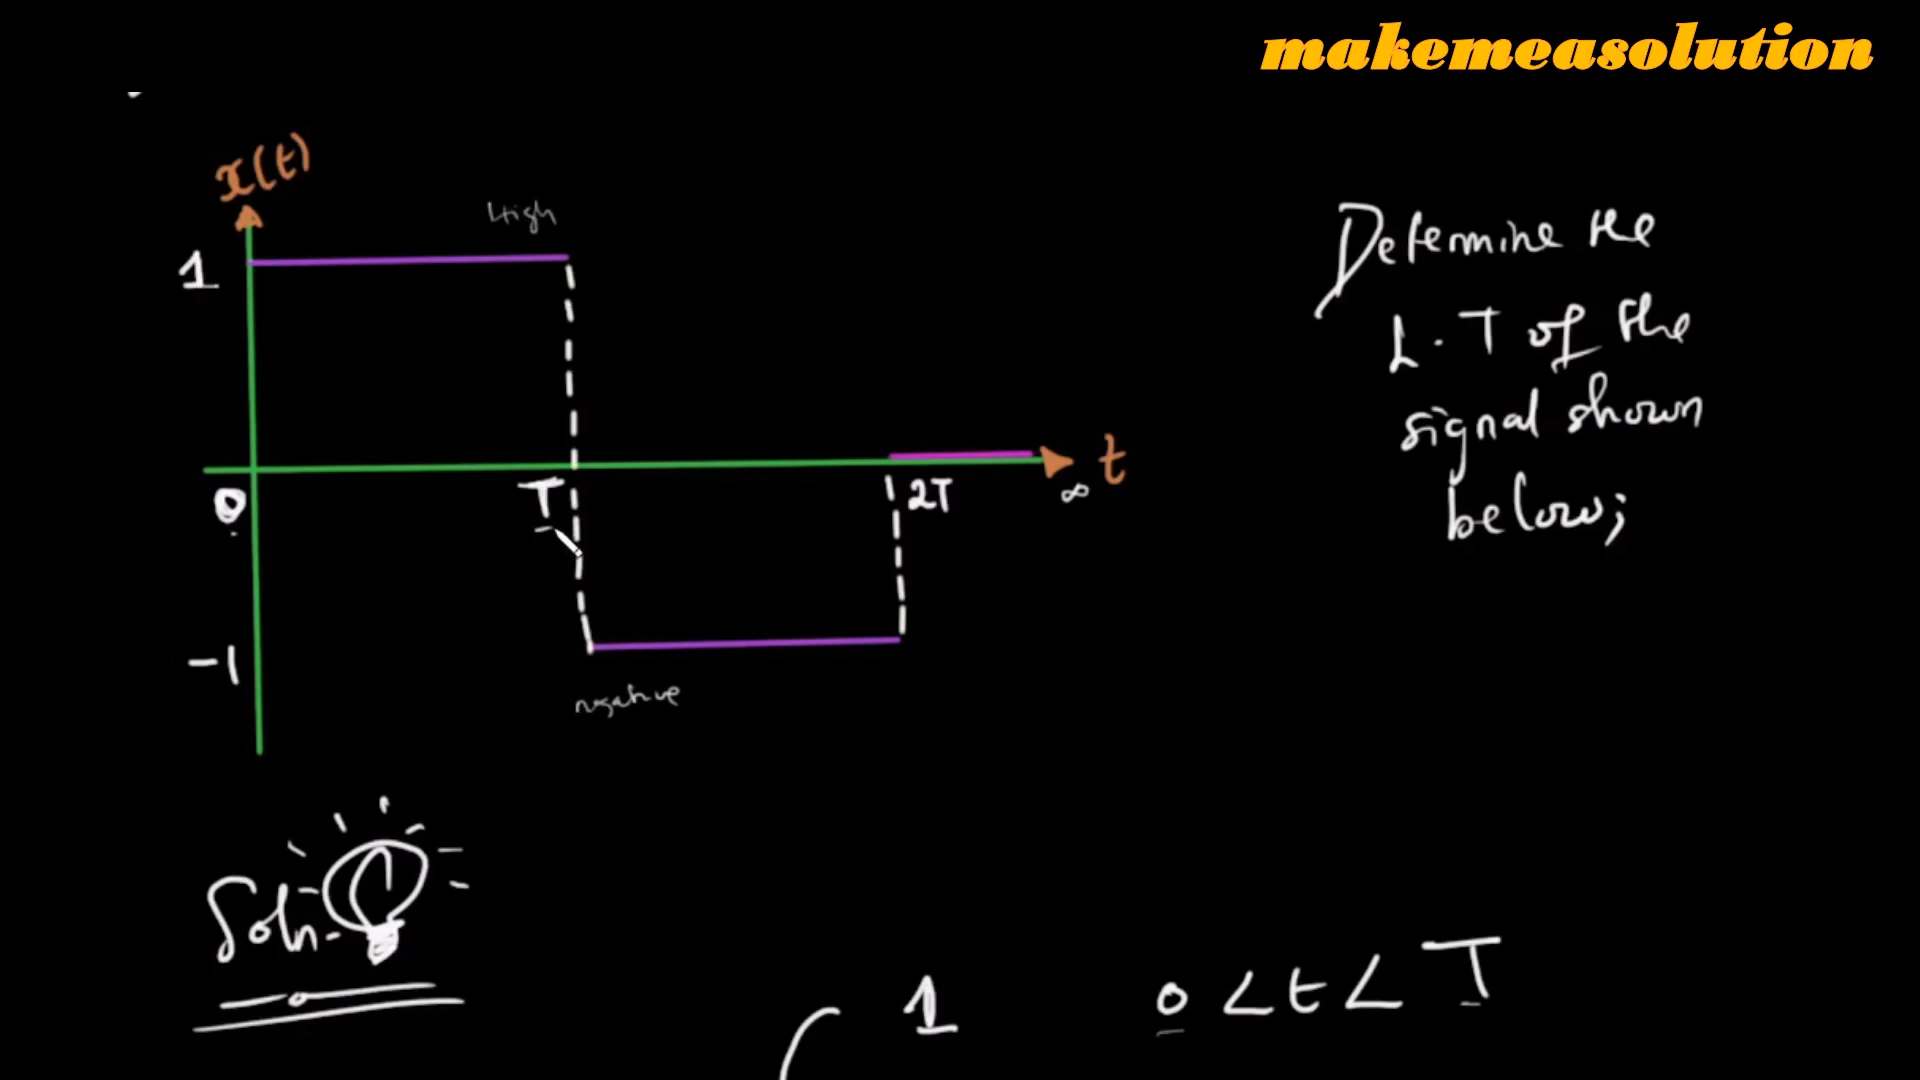 makemeasolution
x(t)
High
1
Determine the
L.T of the
signal shown
below;
t
0
T
2T
∞
-1
negative
Soln.
1 0 < t < T